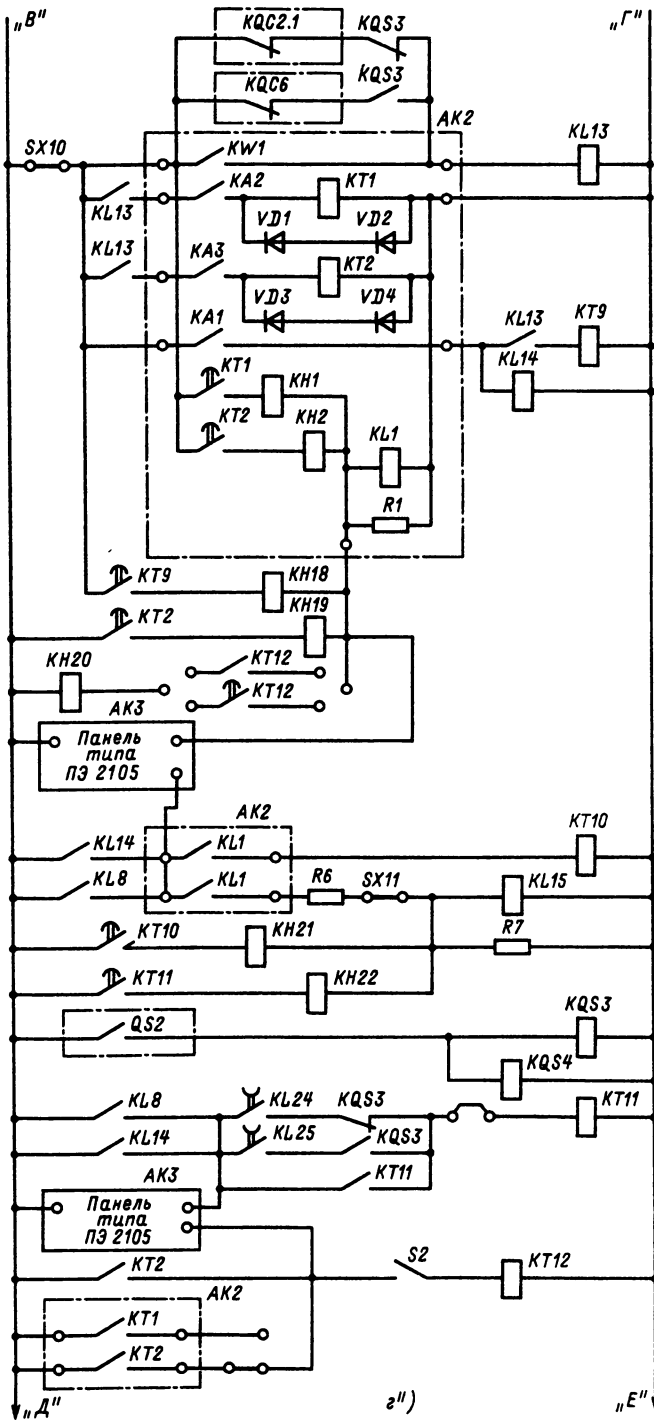 „В"
KQC2.1
KQS3
„Г"
KQC6
KQS3
AK2
SX10
KW1
KL13
KL13
KA2
KT1
VD1
VD2
KL13
KA3
KT2
VD3
VD4
KA1
KL13
KT9
KL14
KT1
KH1
KT2
KH2
KL1
R1
KT9
KH18
KT2
KH19
KH20
KT12
KT12
AK3
Панель
типа
ПЭ 2105
AK2
KL14
KL1
KT10
KL8
KL1
R6
SX11
KL15
KT10
KH21
R7
KT11
KH22
QS2
KQS3
KQS4
KL8
KL24
KQS3
KT11
KL14
KL25
KQS3
AK3
KT11
Панель
типа
ПЭ 2105
KT2
S2
KT12
AK2
KT1
KT2
„Д"
г")
„Е"